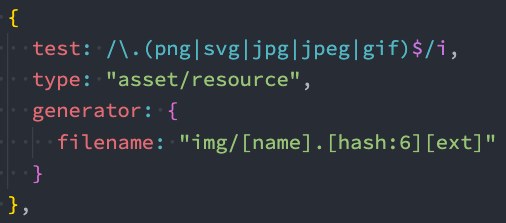 {
  test: /\.(png|svg|jpg|jpeg|gif)$/i,
  type: "asset/resource",
  generator: {
    filename: "img/[name].[hash:6][ext]"
  }
},